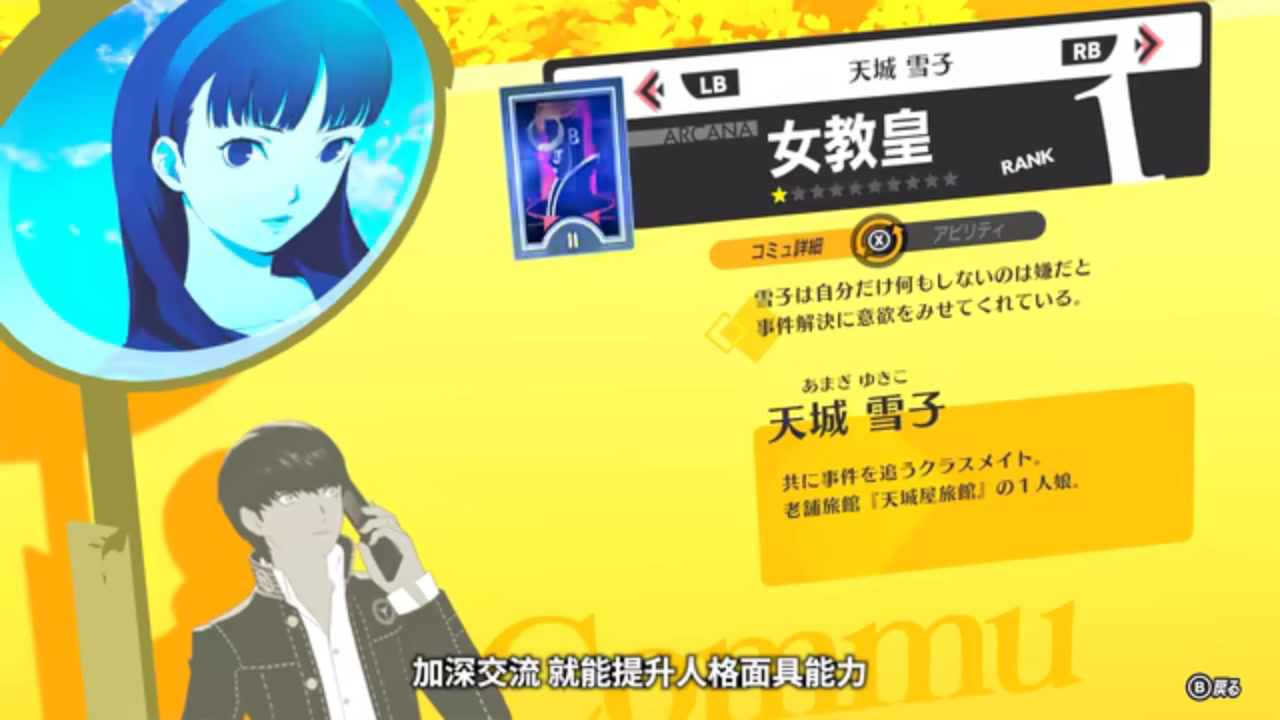 LB
天城 雪子
RB
ARCANA
女教皇
RANK
1
II
コミュ詳細
X
アビリティ
雪子は自分だけ何もしないのは嫌だと
事件解決に意欲をみせてくれている。
あまぎ ゆきこ
天城 雪子
共に事件を追うクラスメイト。
老舗旅館『天城屋旅館』の1人娘。
Commu
加深交流 就能提升人格面具能力
B 戻る